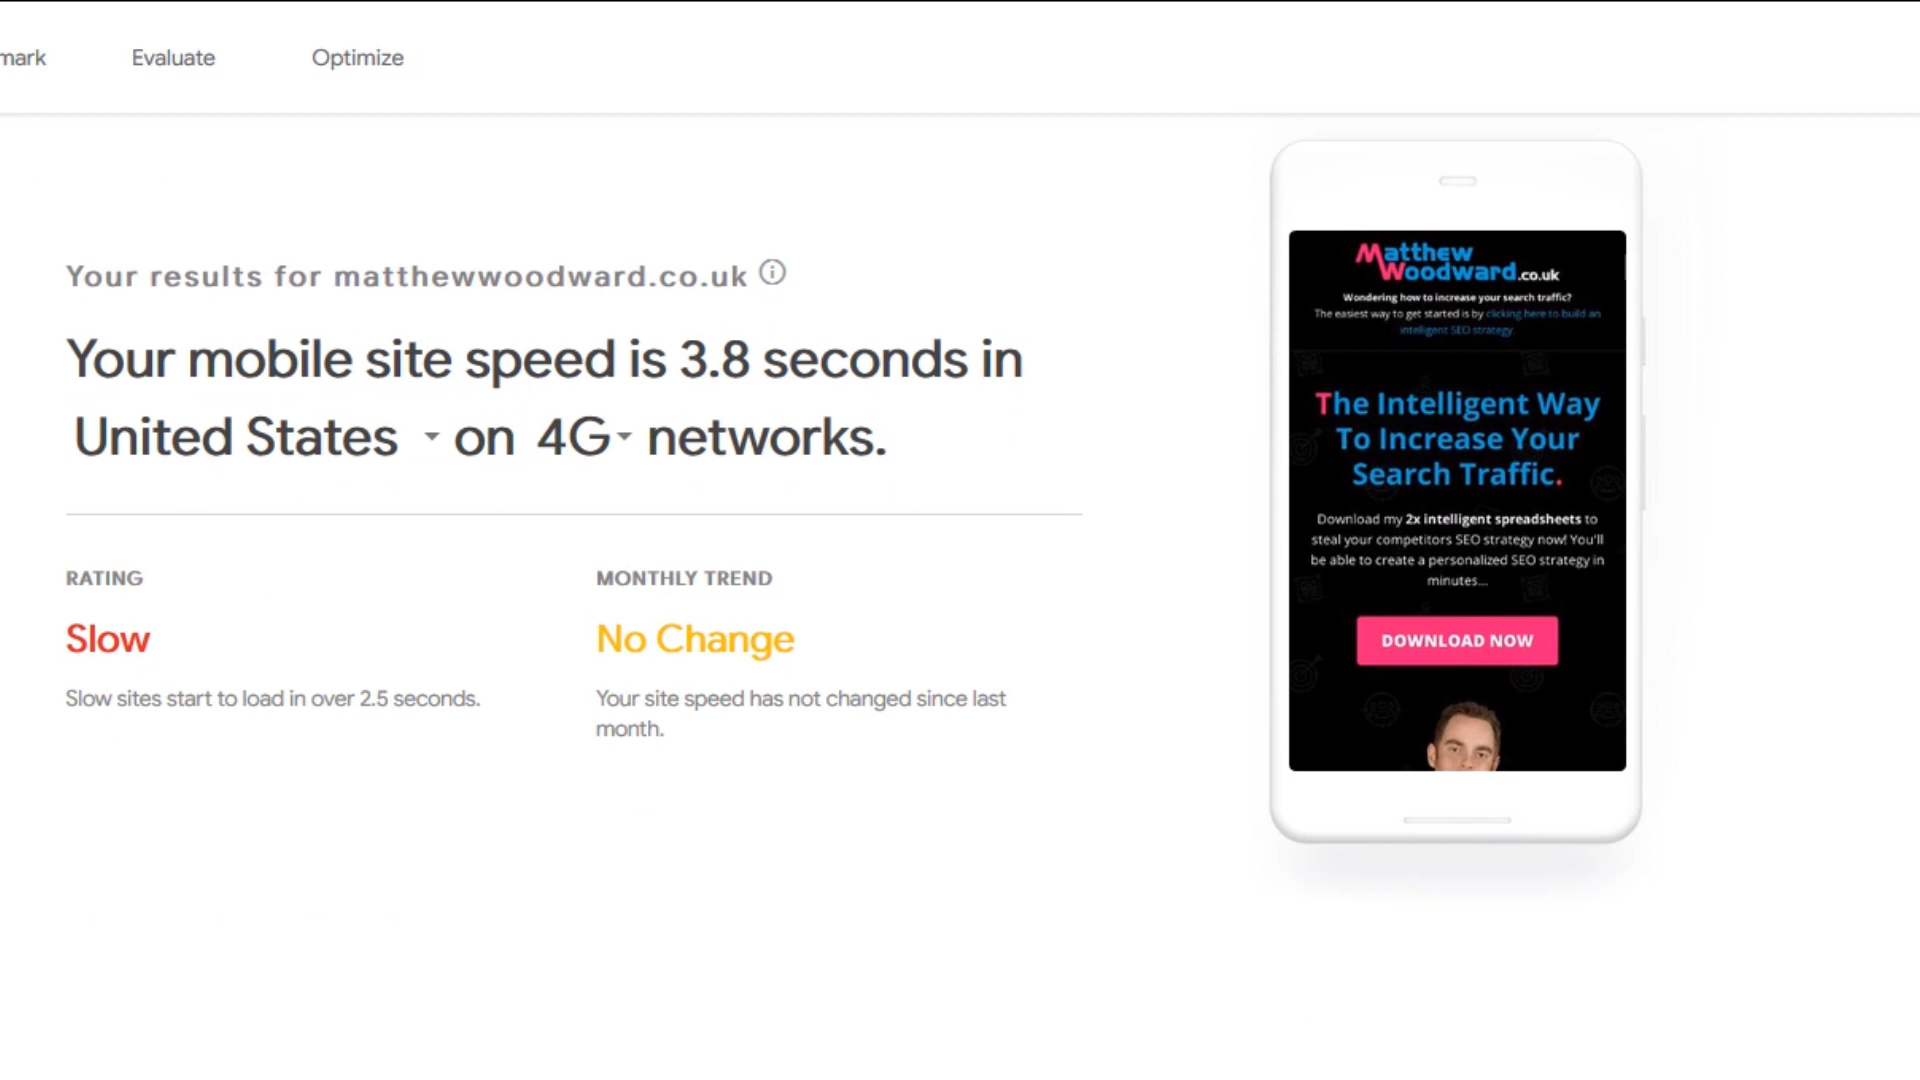 mark
Evaluate
Optimize
Your results for matthewwoodward.co.uk
Your mobile site speed is 3.8 seconds in
United States on 4G networks.
RATING
Slow
Slow sites start to load in over 2.5 seconds.
MONTHLY TREND
No Change
Your site speed has not changed since last
month.
Matthew
Woodward.co.uk
Wondering how to increase your search traffic?
The easiest way to get started is by clicking here to build an
intelligent SEO strategy.
The Intelligent Way
To Increase Your
Search Traffic.
Download my 2x intelligent spreadsheets to
steal your competitors SEO strategy now! You'll
be able to create a personalized SEO strategy in
minutes...
DOWNLOAD NOW